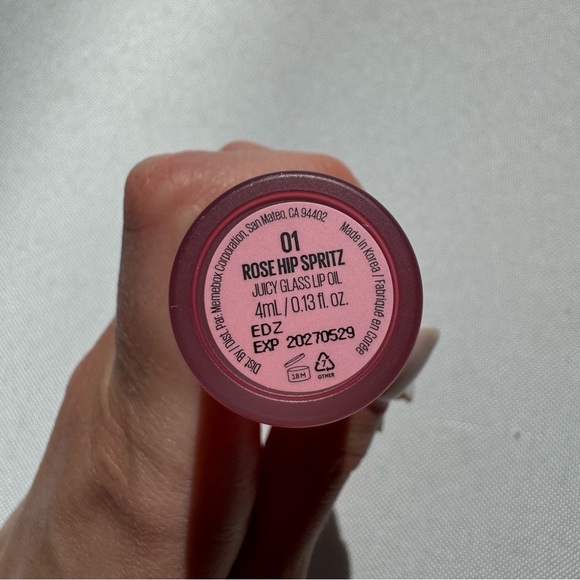 01
ROSE HIP SPRITZ
JUICY GLASS LIP OIL
4mL / 0.13 fl. oz.
EDZ
EXP 20270529
18M
7
OTHER
Dist. By / Dist. Par: Memebox Corporation, San Mateo, CA 94402
Made in Korea / Fabriqué en Corée